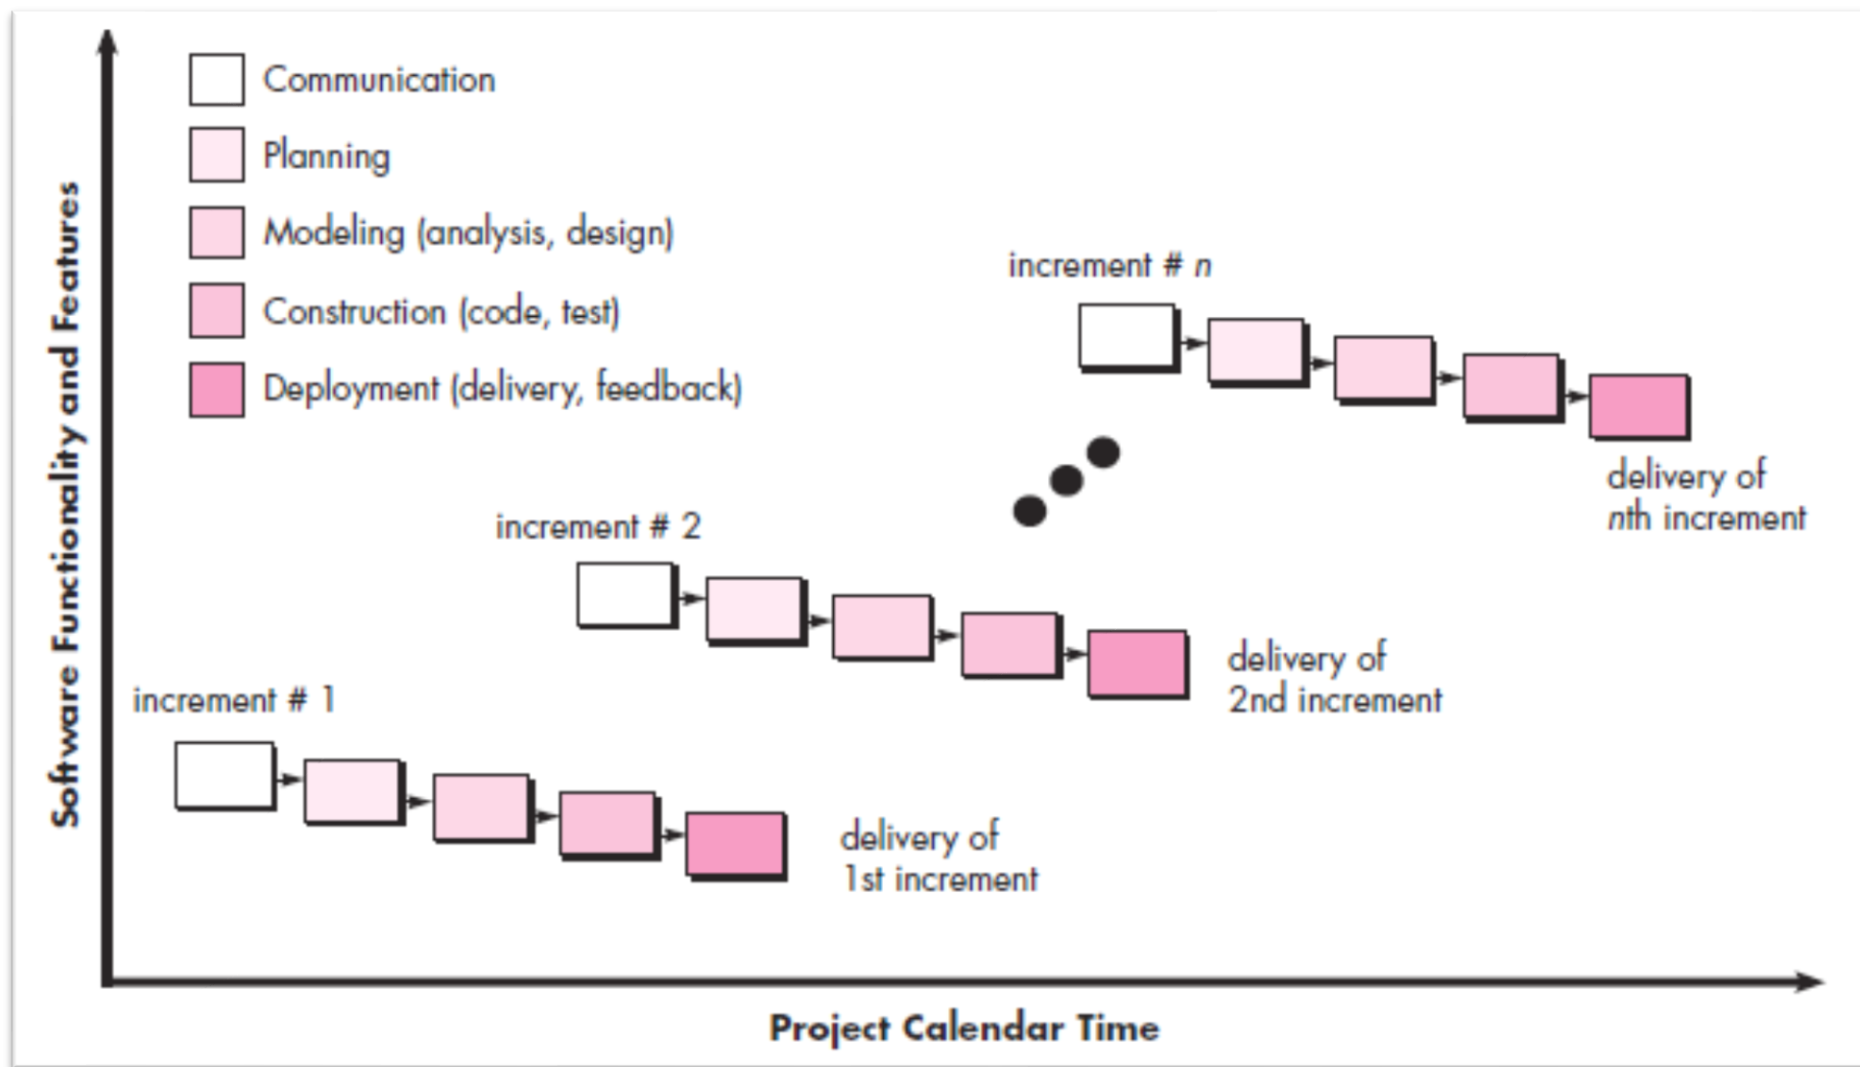 Software Functionality and Features
Communication
Planning
Modeling (analysis, design)
Construction (code, test)
Deployment (delivery, feedback)
increment # n
delivery of
nth increment
increment # 2
delivery of
2nd increment
increment # 1
delivery of
1st increment
Project Calendar Time